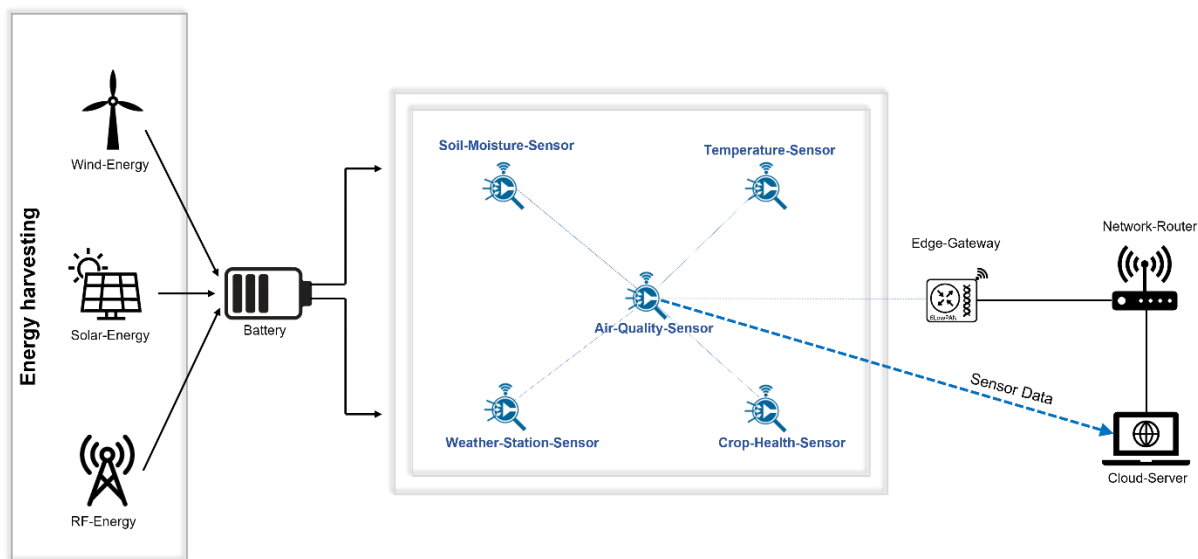 Energy harvesting
Wind-Energy
Solar-Energy
RF-Energy
Battery
Soil-Moisture-Sensor
Temperature-Sensor
Air-Quality-Sensor
Weather-Station-Sensor
Crop-Health-Sensor
Edge-Gateway
6LowPAN
Network-Router
Sensor Data
Cloud-Server